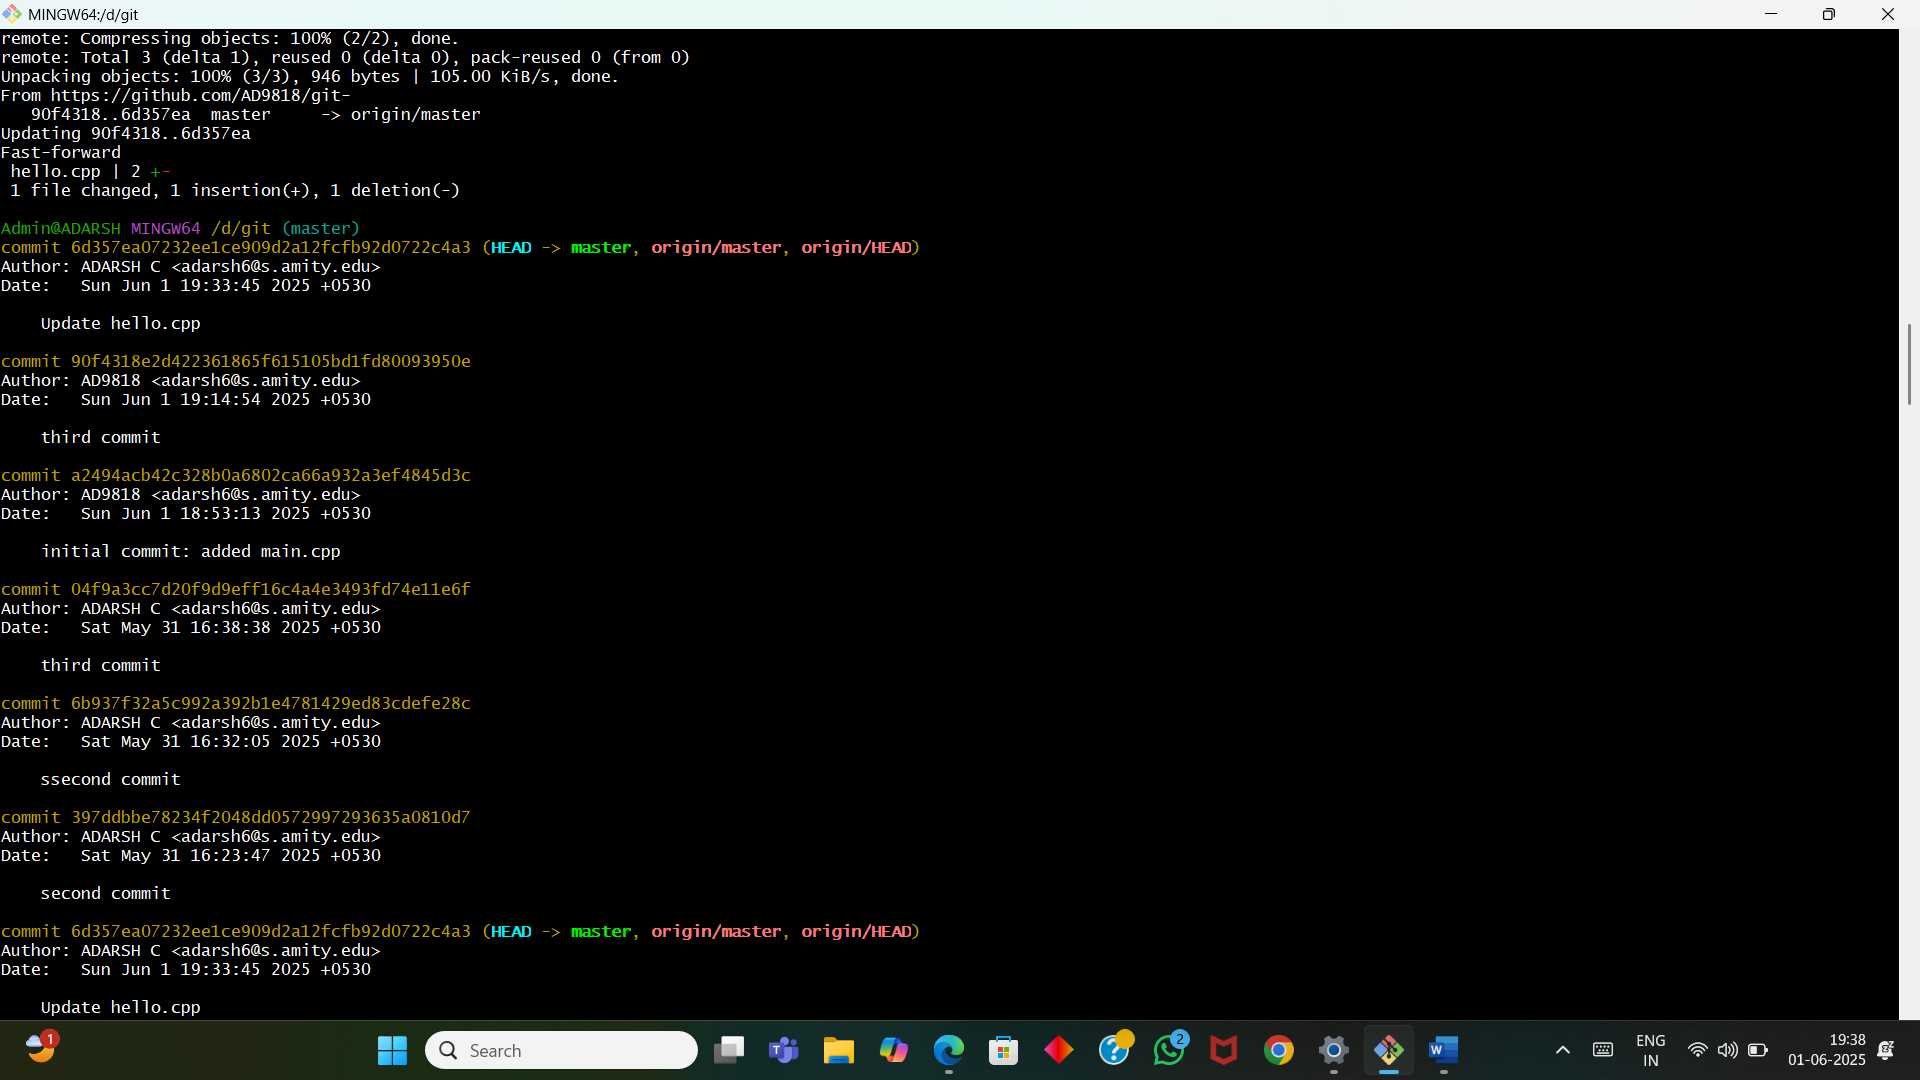 MINGW64:/d/git
remote: Compressing objects: 100% (2/2), done.
remote: Total 3 (delta 1), reused 0 (delta 0), pack-reused 0 (from 0)
Unpacking objects: 100% (3/3), 946 bytes | 105.00 KiB/s, done.
From https://github.com/AD9818/git-
   90f4318..6d357ea  master     -> origin/master
Updating 90f4318..6d357ea
Fast-forward
 hello.cpp | 2 +-
 1 file changed, 1 insertion(+), 1 deletion(-)
Admin@ADARSH MINGW64 /d/git (master)
commit 6d357ea07232ee1ce909d2a12fcfb92d0722c4a3 (HEAD -> master, origin/master, origin/HEAD)
Author: ADARSH C <adarsh6@s.amity.edu>
Date:   Sun Jun 1 19:33:45 2025 +0530
    Update hello.cpp
commit 90f4318e2d422361865f615105bd1fd80093950e
Author: AD9818 <adarsh6@s.amity.edu>
Date:   Sun Jun 1 19:14:54 2025 +0530
    third commit
commit a2494acb42c328b0a6802ca66a932a3ef4845d3c
Author: AD9818 <adarsh6@s.amity.edu>
Date:   Sun Jun 1 18:53:13 2025 +0530
    initial commit: added main.cpp
commit 04f9a3cc7d20f9d9eff16c4a4e3493fd74e11e6f
Author: ADARSH C <adarsh6@s.amity.edu>
Date:   Sat May 31 16:38:38 2025 +0530
    third commit
commit 6b937f32a5c992a392b1e4781429ed83cdefe28c
Author: ADARSH C <adarsh6@s.amity.edu>
Date:   Sat May 31 16:32:05 2025 +0530
    ssecond commit
commit 397ddbbe78234f2048dd0572997293635a0810d7
Author: ADARSH C <adarsh6@s.amity.edu>
Date:   Sat May 31 16:23:47 2025 +0530
    second commit
commit 6d357ea07232ee1ce909d2a12fcfb92d0722c4a3 (HEAD -> master, origin/master, origin/HEAD)
Author: ADARSH C <adarsh6@s.amity.edu>
Date:   Sun Jun 1 19:33:45 2025 +0530
    Update hello.cpp
1
Search
T
?
2
W
ENG
IN
19:38
01-06-2025